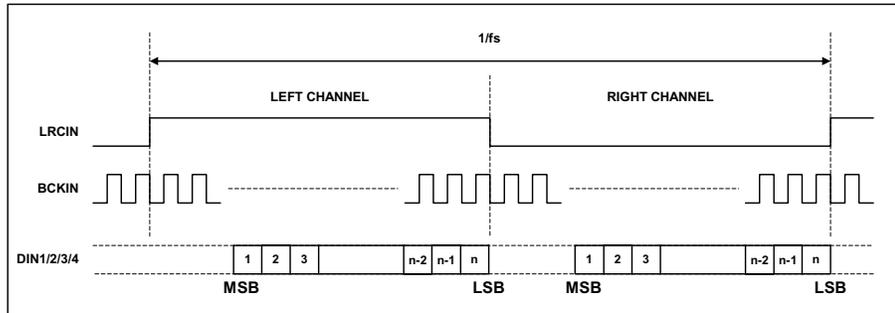 1/fs
LEFT CHANNEL RIGHT CHANNEL
LRCIN
BCKIN
DIN1/2/3/4 1 2 3 n-2 n-1 n 1 2 3 n-2 n-1 n
MSB LSB MSB LSB